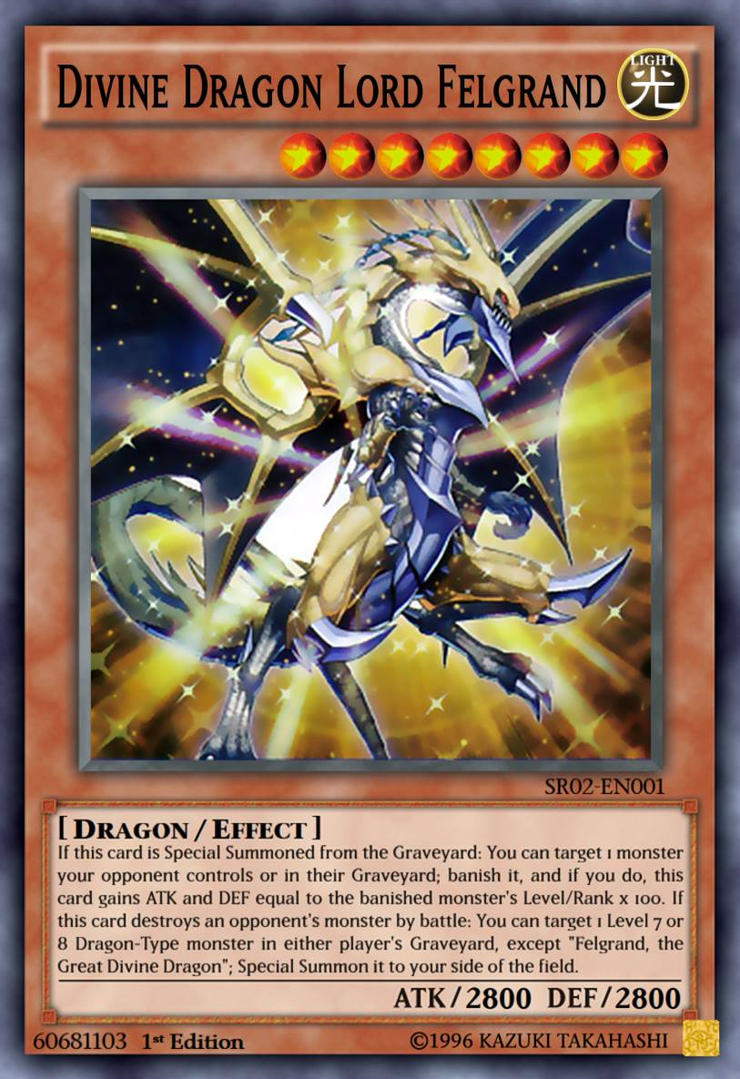 DIVINE DRAGON LORD FELGRAND
LIGHT
光
SR02-EN001
[ DRAGON / EFFECT ]
If this card is Special Summoned from the Graveyard: You can target 1 monster
your opponent controls or in their Graveyard; banish it, and if you do, this
card gains ATK and DEF equal to the banished monster's Level/Rank x 100. If
this card destroys an opponent's monster by battle: You can target 1 Level 7 or
8 Dragon-Type monster in either player's Graveyard, except "Felgrand, the
Great Divine Dragon"; Special Summon it to your side of the field.
ATK / 2800 DEF / 2800
60681103 1st Edition ©1996 KAZUKI TAKAHASHI